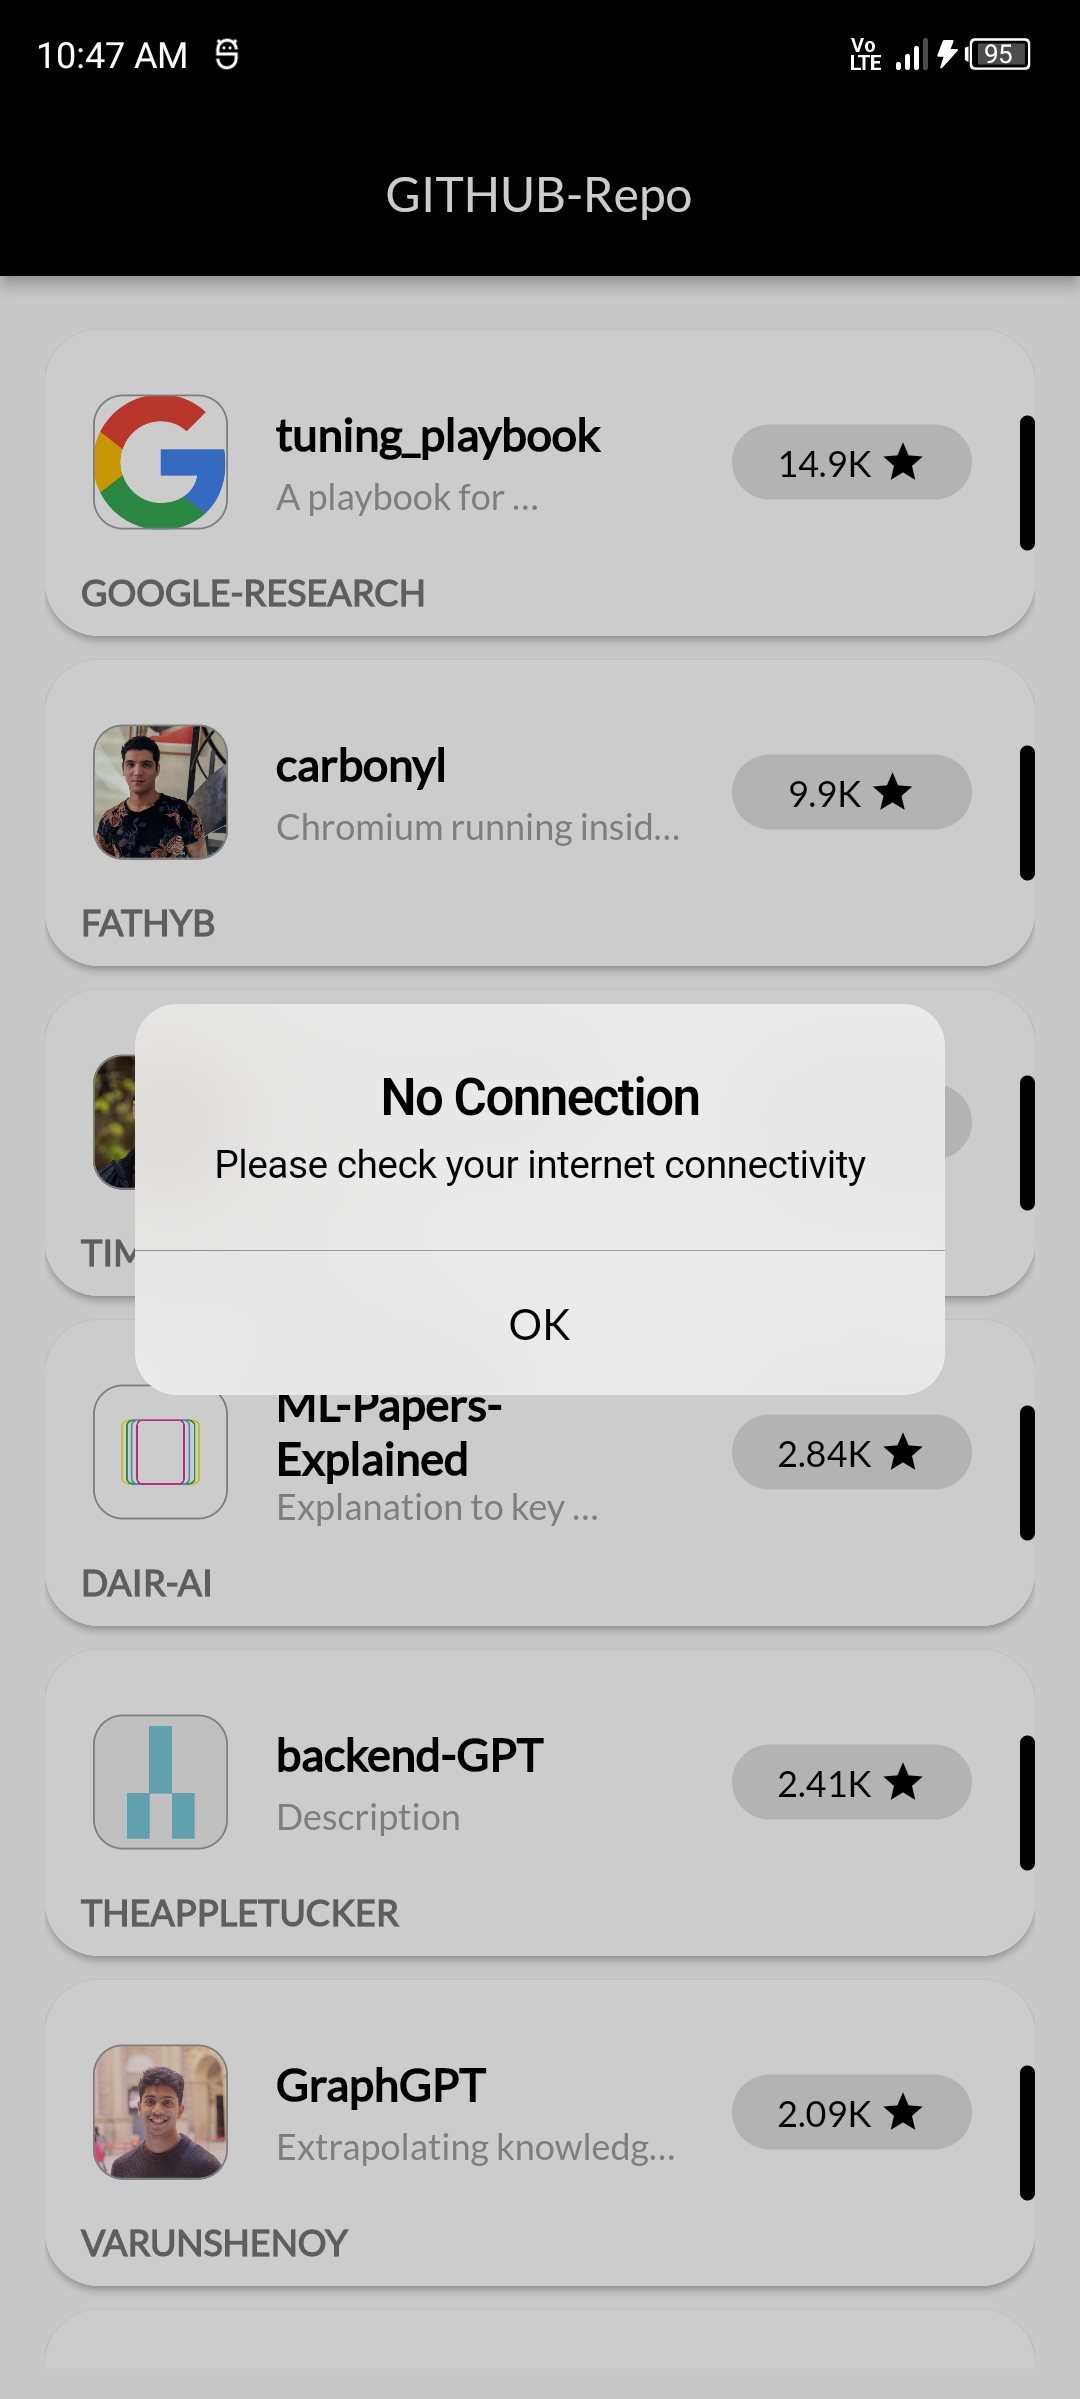 10:47 AM
Vo
LTE
95
GITHUB-Repo
tuning_playbook
14.9K
A playbook for ...
GOOGLE-RESEARCH
carbonyl
9.9K
Chromium running insid...
FATHYB
No Connection
Please check your internet connectivity
OK
ML-Papers-
Explained
2.84K
Explanation to key ...
DAIR-AI
backend-GPT
2.41K
Description
THEAPPLETUCKER
GraphGPT
2.09K
Extrapolating knowledg...
VARUNSHENOY